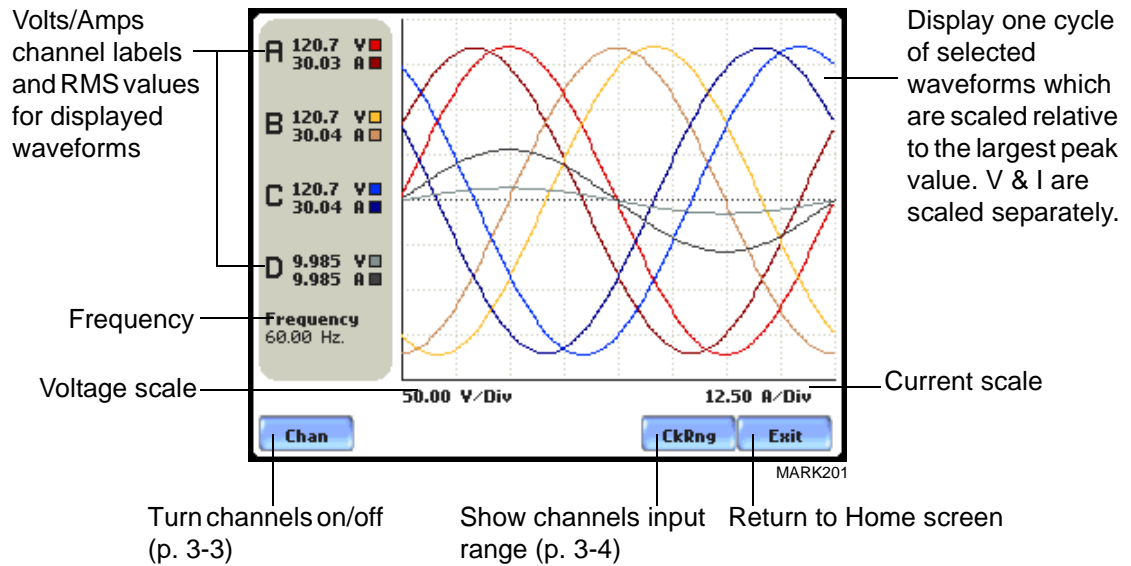 Volts/Amps
channel labels
and RMS values
for displayed
waveforms
A 120.7 V
30.03 A
B 120.7 V
30.04 A
C 120.7 V
30.04 A
D 9.985 V
9.985 A
Frequency
60.00 Hz.
Display one cycle
of selected
waveforms which
are scaled relative
to the largest peak
value. V & I are
scaled separately.
Frequency
Voltage scale
50.00 V/Div
12.50 A/Div
Current scale
Chan
CkRng
Exit
MARK201
Turn channels on/off
(p. 3-3)
Show channels input
range (p. 3-4)
Return to Home screen